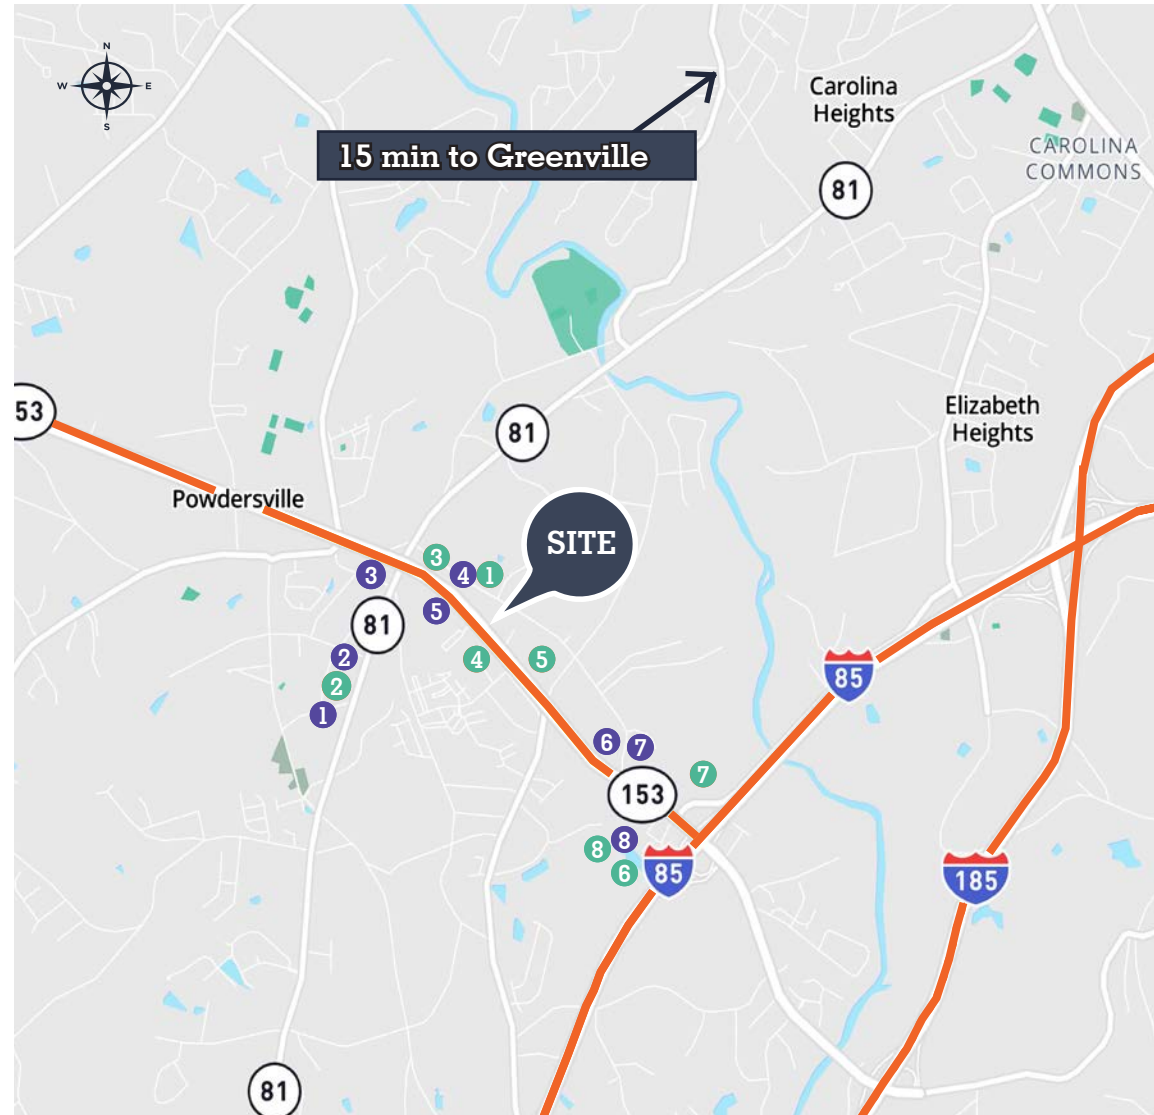 N
W
E
S
15 min to Greenville
Carolina
Heights
CAROLINA
COMMONS
81
53
81
Elizabeth
Heights
Powdersville
SITE
3
3
4
1
5
81
2
4
5
2
1
85
6
7
7
153
8
8
6
85
185
81